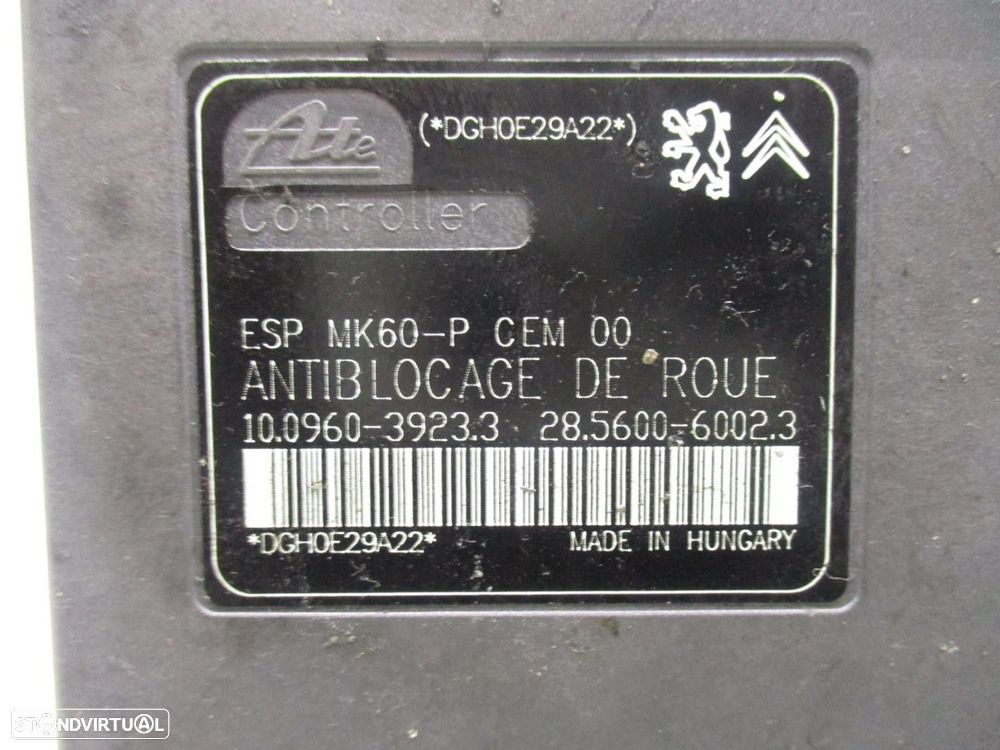 Ate
(*DGH0E29A22*)
Controller
ESP MK60-P CEM 00
ANTIBLOCAGE DE ROUE
10.0960-3923.3 28.5600-6002.3
*DGH0E29A22*
MADE IN HUNGARY
STANDVIRTUAL